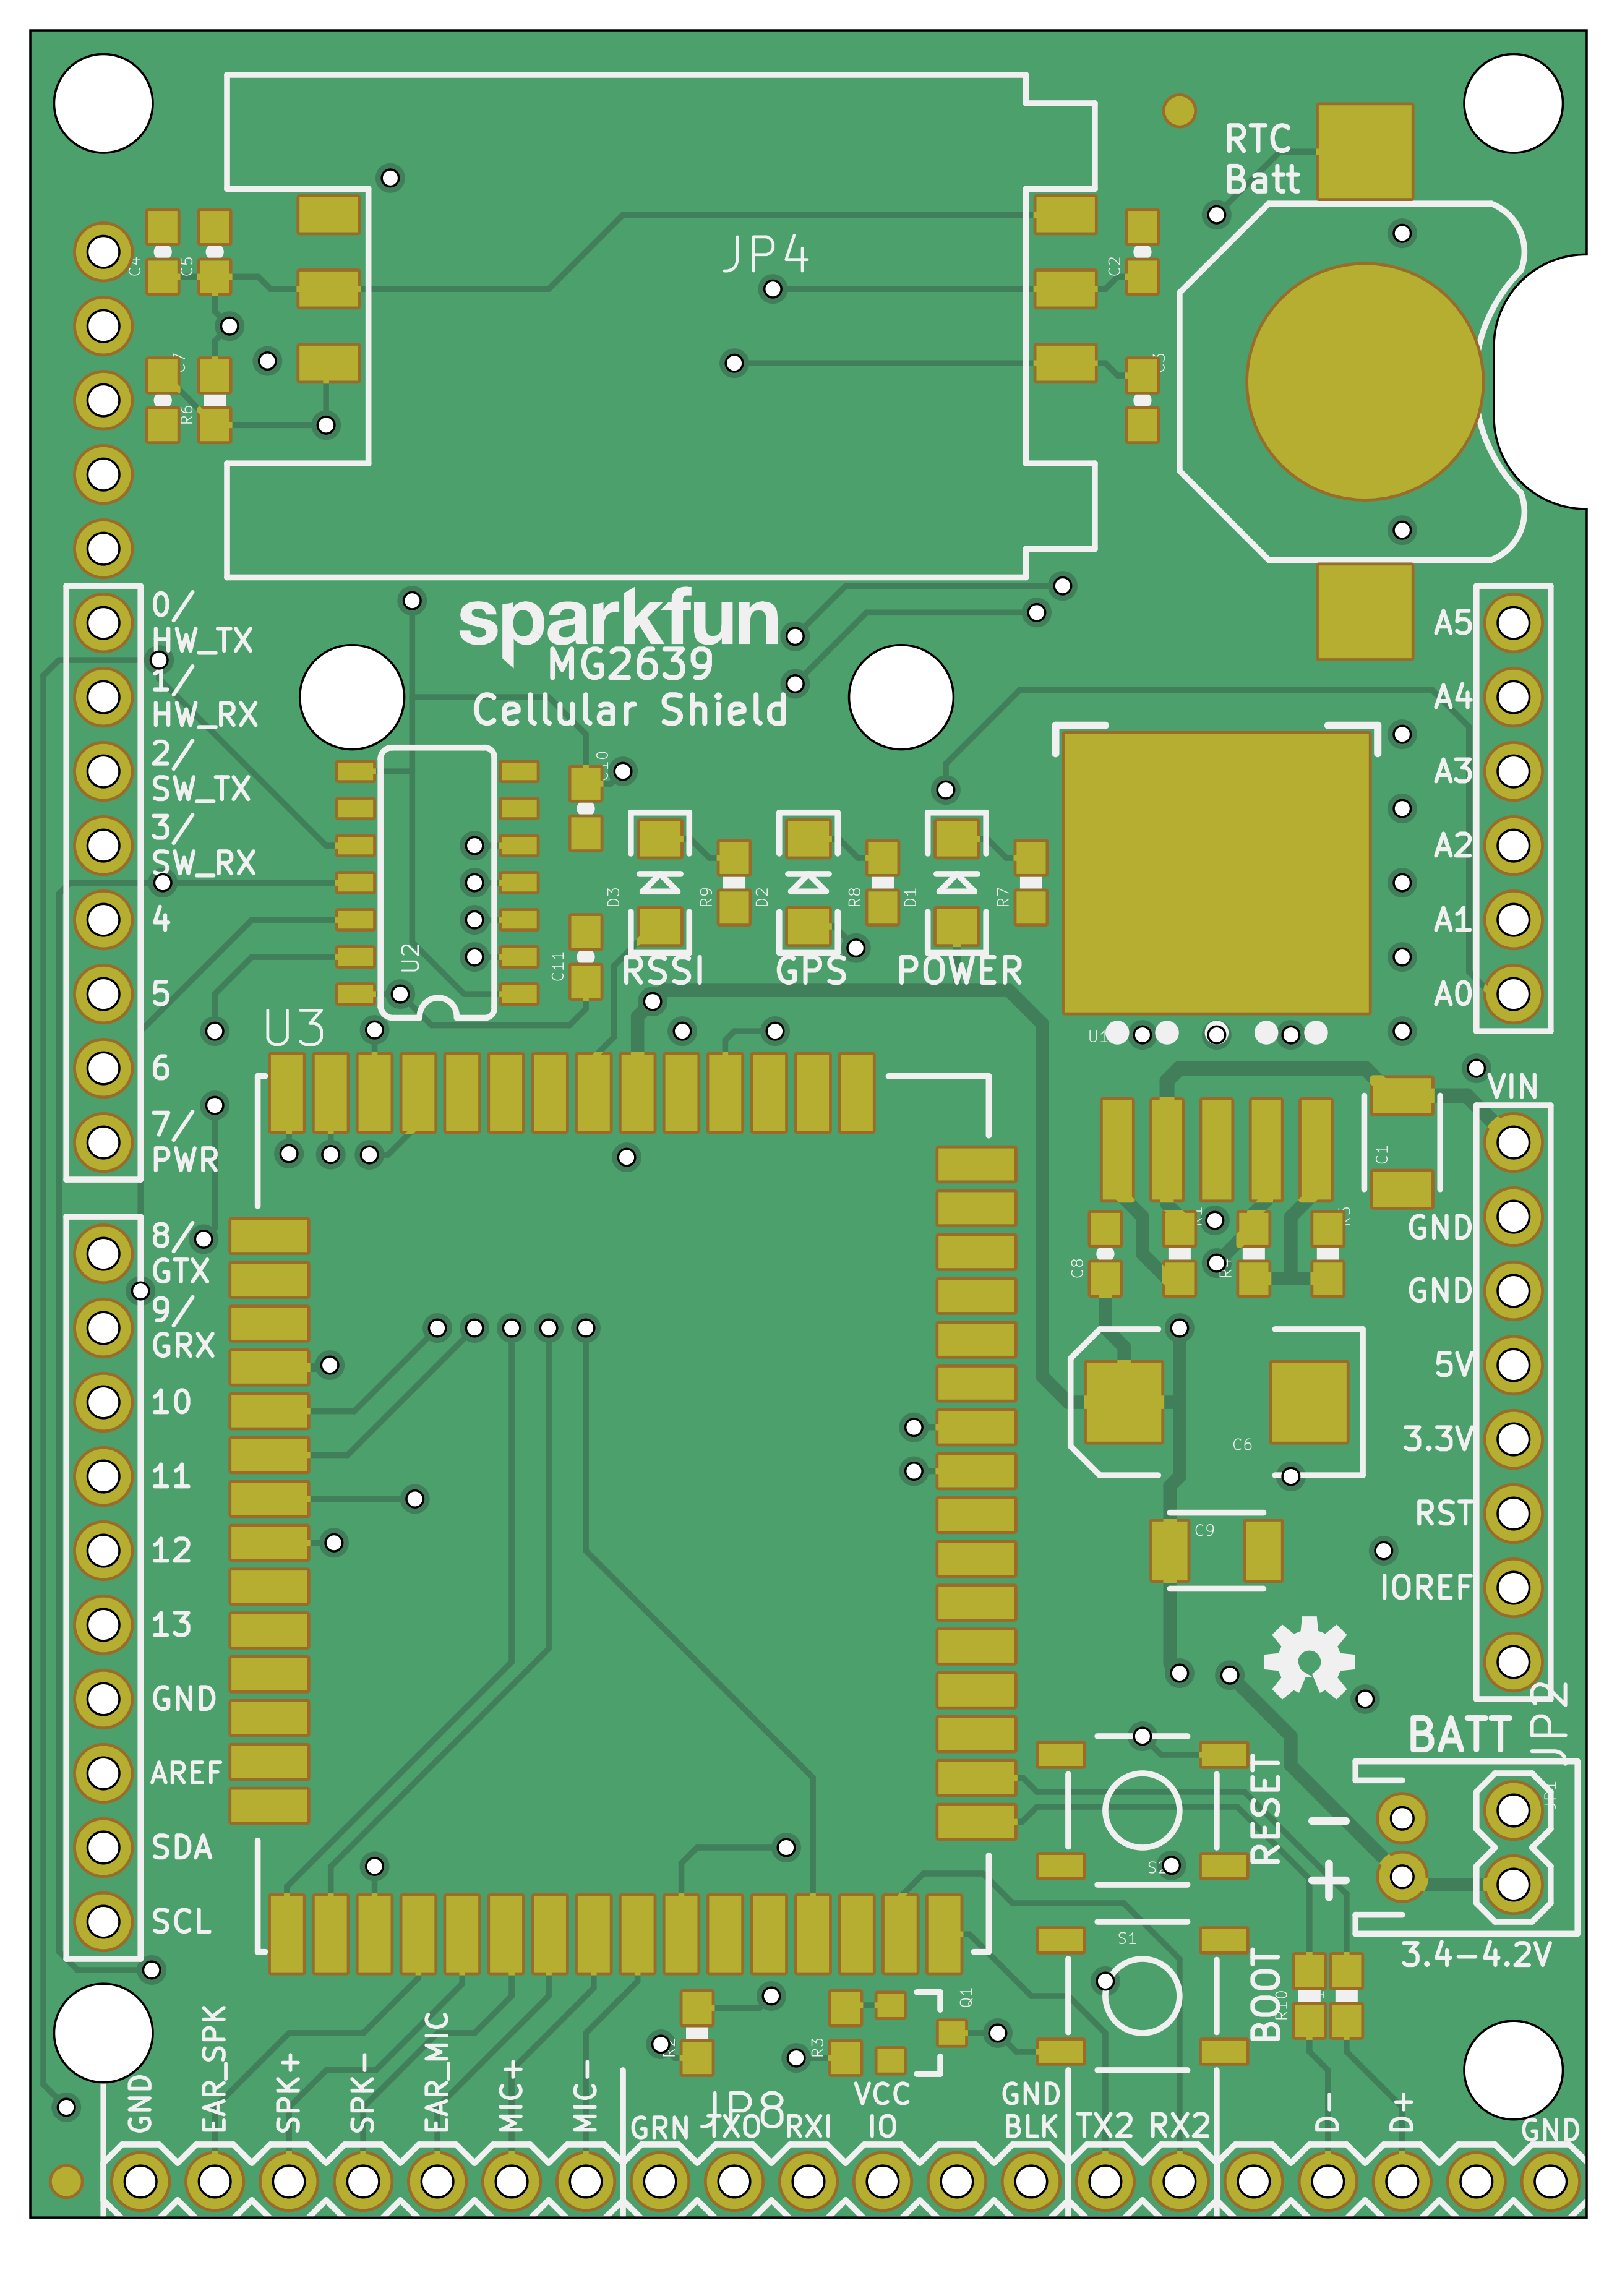 RTC
Batt
JP4
C4
C5
C2
C7
C3
R6
sparkfun
MG2639
Cellular Shield
0/
HW_TX
1/
HW_RX
2/
SW_TX
3/
SW_RX
4
5
6
7/
PWR
A5
A4
A3
A2
A1
A0
C10
U2
C11
D3
R9
D2
R8
D1
R7
RSSI
GPS
POWER
U3
U1
VIN
C1
GND
GND
5V
3.3V
RST
IOREF
8/
GTX
9/
GRX
10
11
12
13
GND
AREF
SDA
SCL
C8
R4
C6
C9
BATT
JP2
JP1
RESET
S2
-
+
3.4-4.2V
S1
BOOT
R10
Q1
R2
R3
JP8
GND
EAR_SPK
SPK+
SPK-
EAR_MIC
MIC+
MIC-
GRN
TXO
RXI
VCC
IO
GND
BLK
TX2
RX2
D-
D+
GND